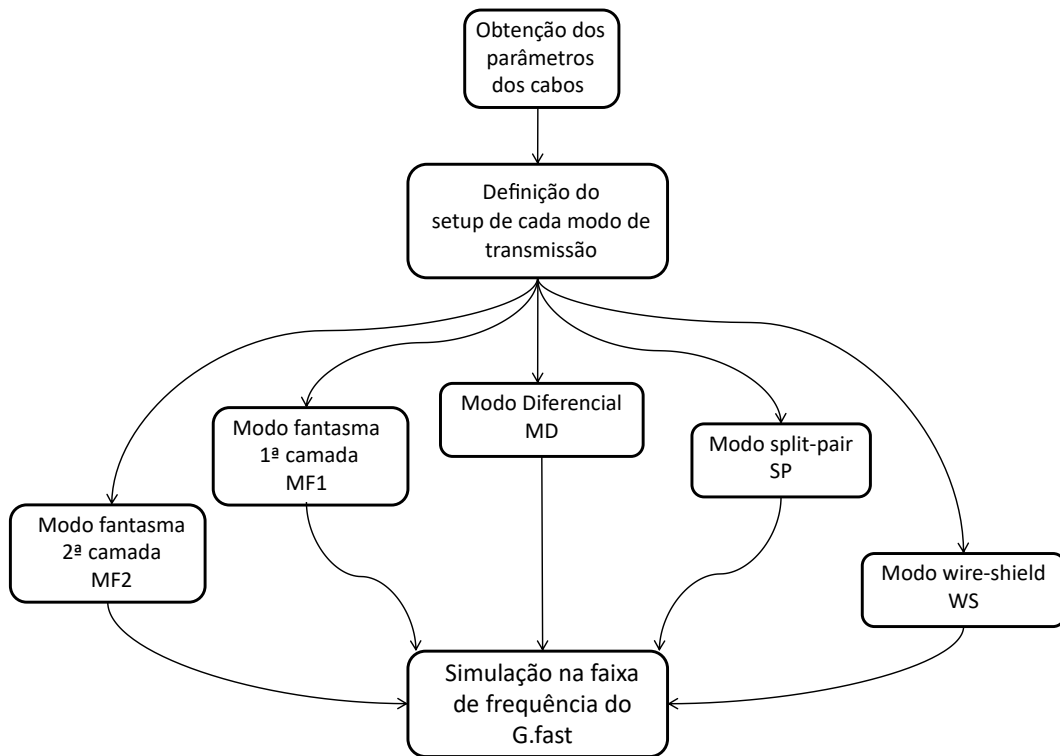 Obtenção dos
parâmetros
dos cabos
Definição do
setup de cada modo de
transmissão
Modo fantasma
2ª camada
MF2
Modo fantasma
1ª camada
MF1
Modo Diferencial
MD
Modo split-pair
SP
Modo wire-shield
WS
Simulação na faixa
de frequência do
G.fast